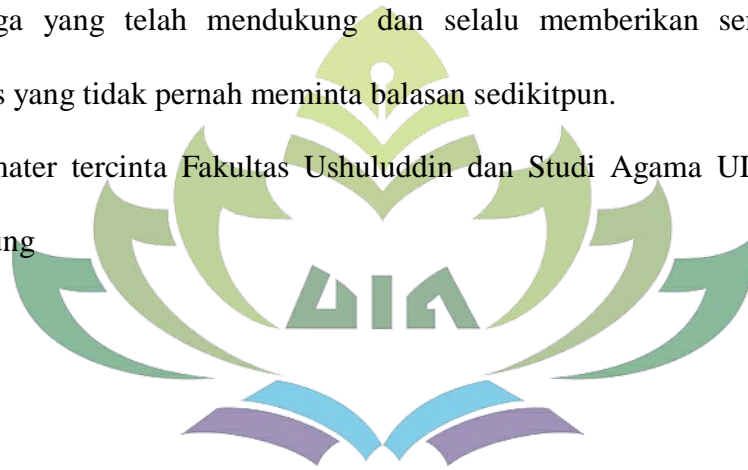 ga yang telah mendukung dan selalu memberikan
s yang tidak pernah meminta balasan sedikitpun.
mater tercinta Fakultas Ushuluddin dan Studi Agama
ung
UIN